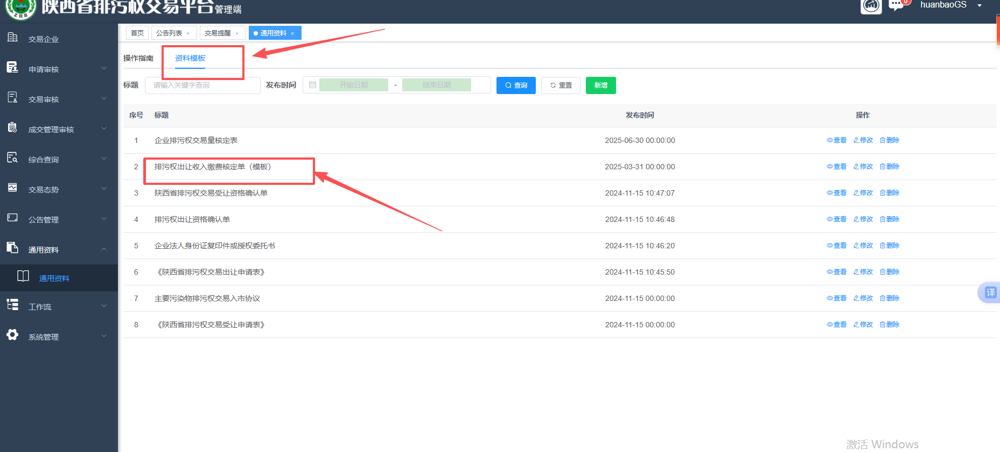 陕西省排污权交易平台管理端
0
huanbaoGS
ZHB
交易企业
申请审核
交易审核
成交管理审核
综合查询
交易态势
公告管理
通用资料
通用资料
工作流
系统管理
首页 公告列表 × 交易提醒 × 通用资料 ×
操作指南 资料模板
标题 请输入关键字查询 发布时间 开始日期 - 结束日期 查询 重置 新增
序号 标题 发布时间 操作
1 企业排污权交易量核定表 2025-06-30 00:00:00 查看 修改 删除
2 排污权出让收入缴费核定单（模板） 2025-03-31 00:00:00 查看 修改 删除
3 陕西省排污权交易受让资格确认单 2024-11-15 10:47:07 查看 修改 删除
4 排污权出让资格确认单 2024-11-15 10:46:48 查看 修改 删除
5 企业法人身份证复印件或授权委托书 2024-11-15 10:46:20 查看 修改 删除
6 《陕西省排污权交易出让申请表》 2024-11-15 10:45:50 查看 修改 删除
7 主要污染物排污权交易入市协议 2024-11-15 00:00:00 查看 修改 删除
8 《陕西省排污权交易受让申请表》 2024-11-15 00:00:00 查看 修改 删除
译
激活 Windows